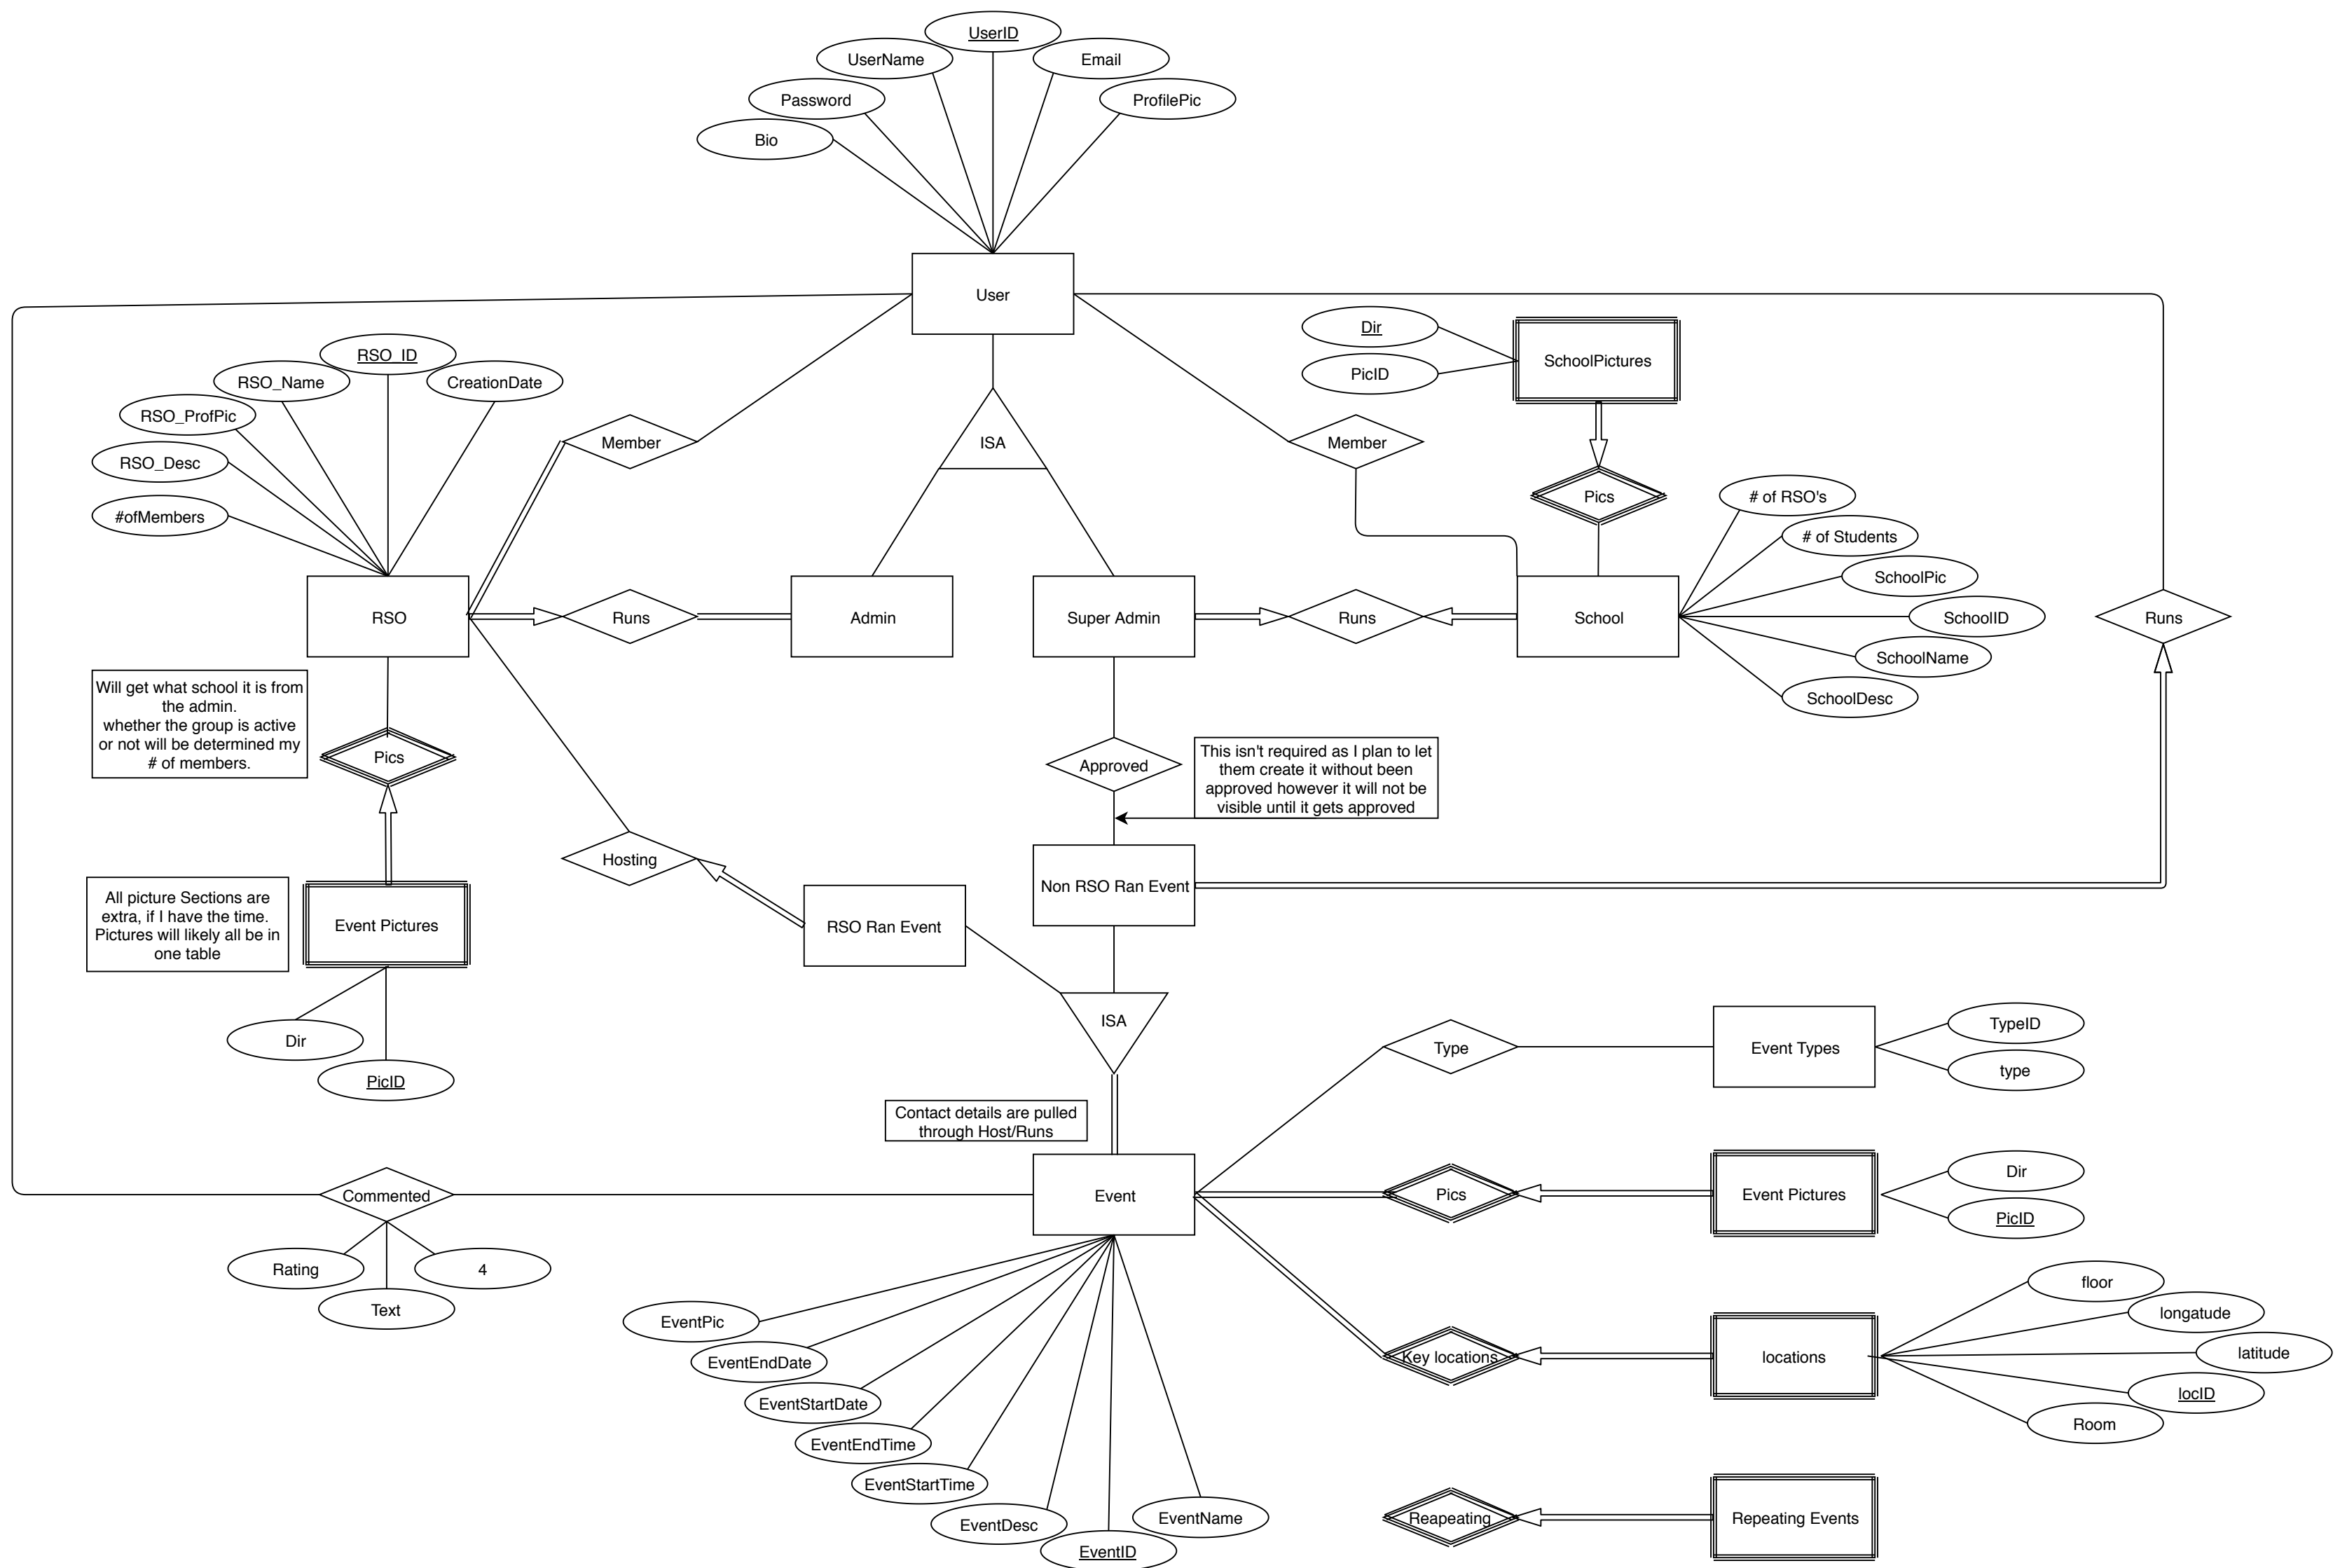 UserID
UserName
Email
Password
ProfilePic
Bio
User
Dir
SchoolPictures
PicID
RSO_ID
RSO_Name
CreationDate
RSO_ProfPic
RSO_Desc
#ofMembers
Member
ISA
Member
Pics
# of RSO's
# of Students
SchoolPic
SchoolID
SchoolName
SchoolDesc
RSO
Runs
Admin
Super Admin
Runs
School
Runs
Will get what school it is from
the admin.
whether the group is active
or not will be determined my
# of members.
Pics
Approved
This isn't required as I plan to let
them create it without been
approved however it will not be
visible until it gets approved
Hosting
Non RSO Ran Event
All picture Sections are
extra, if I have the time.
Pictures will likely all be in
one table
Event Pictures
RSO Ran Event
Dir
PicID
ISA
Type
Event Types
TypeID
type
Contact details are pulled
through Host/Runs
Commented
Event
Pics
Event Pictures
Dir
PicID
Rating
4
Text
floor
longatude
latitude
locID
Room
Key locations
locations
EventPic
EventEndDate
EventStartDate
EventEndTime
EventStartTime
EventDesc
EventID
EventName
Reapeating
Repeating Events